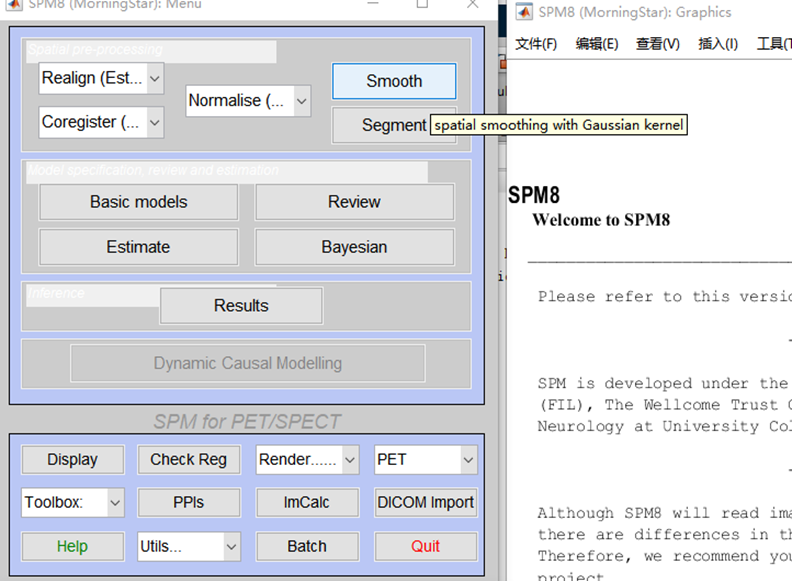 SPM8 (MorningStar): Menu
Spatial pre-processing
Realign (Est...
Normalise (...
Smooth
Coregister (...
Segment
spatial smoothing with Gaussian kernel
Model specification, review and estimation
Basic models
Review
Estimate
Bayesian
Inference
Results
Dynamic Causal Modelling
SPM for PET/SPECT
Display
Check Reg
Render......
PET
Toolbox:
PPIs
ImCalc
DICOM Import
Help
Utils...
Batch
Quit
SPM8 (MorningStar): Graphics
文件(F) 编辑(E) 查看(V) 插入(I) 工具(T
SPM8
Welcome to SPM8
Please refer to this versi
SPM is developed under the
(FIL), The Wellcome Trust C
Neurology at University Col
Although SPM8 will read ima
there are differences in th
Therefore, we recommend you
project.